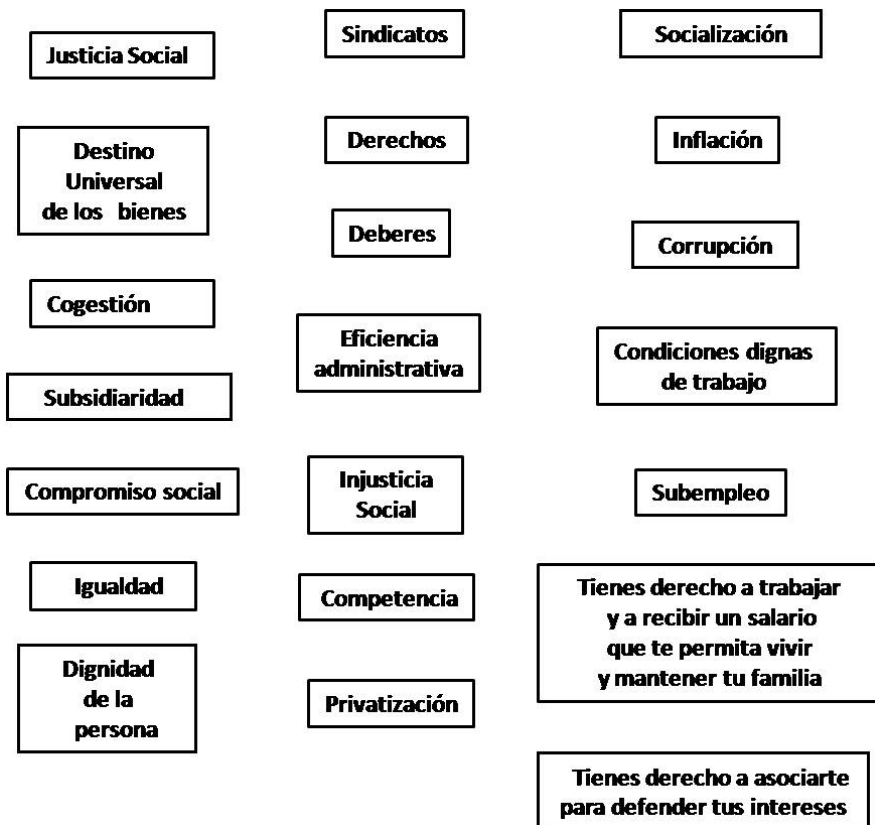 Justicia Social
Destino
Universal
de los bienes
Cogestión
Subsidiaridad
Compromiso social
Igualdad
Dignidad
de la
persona
Sindicatos
Derechos
Deberes
Eficiencia
administrativa
Injusticia
Social
Competencia
Privatización
Socialización
Inflación
Corrupción
Condiciones dignas
de trabajo
Subempleo
Tienes derecho a trabajar
y a recibir un salario
que te permita vivir
y mantener tu familia
Tienes derecho a asociarte
para defender tus intereses